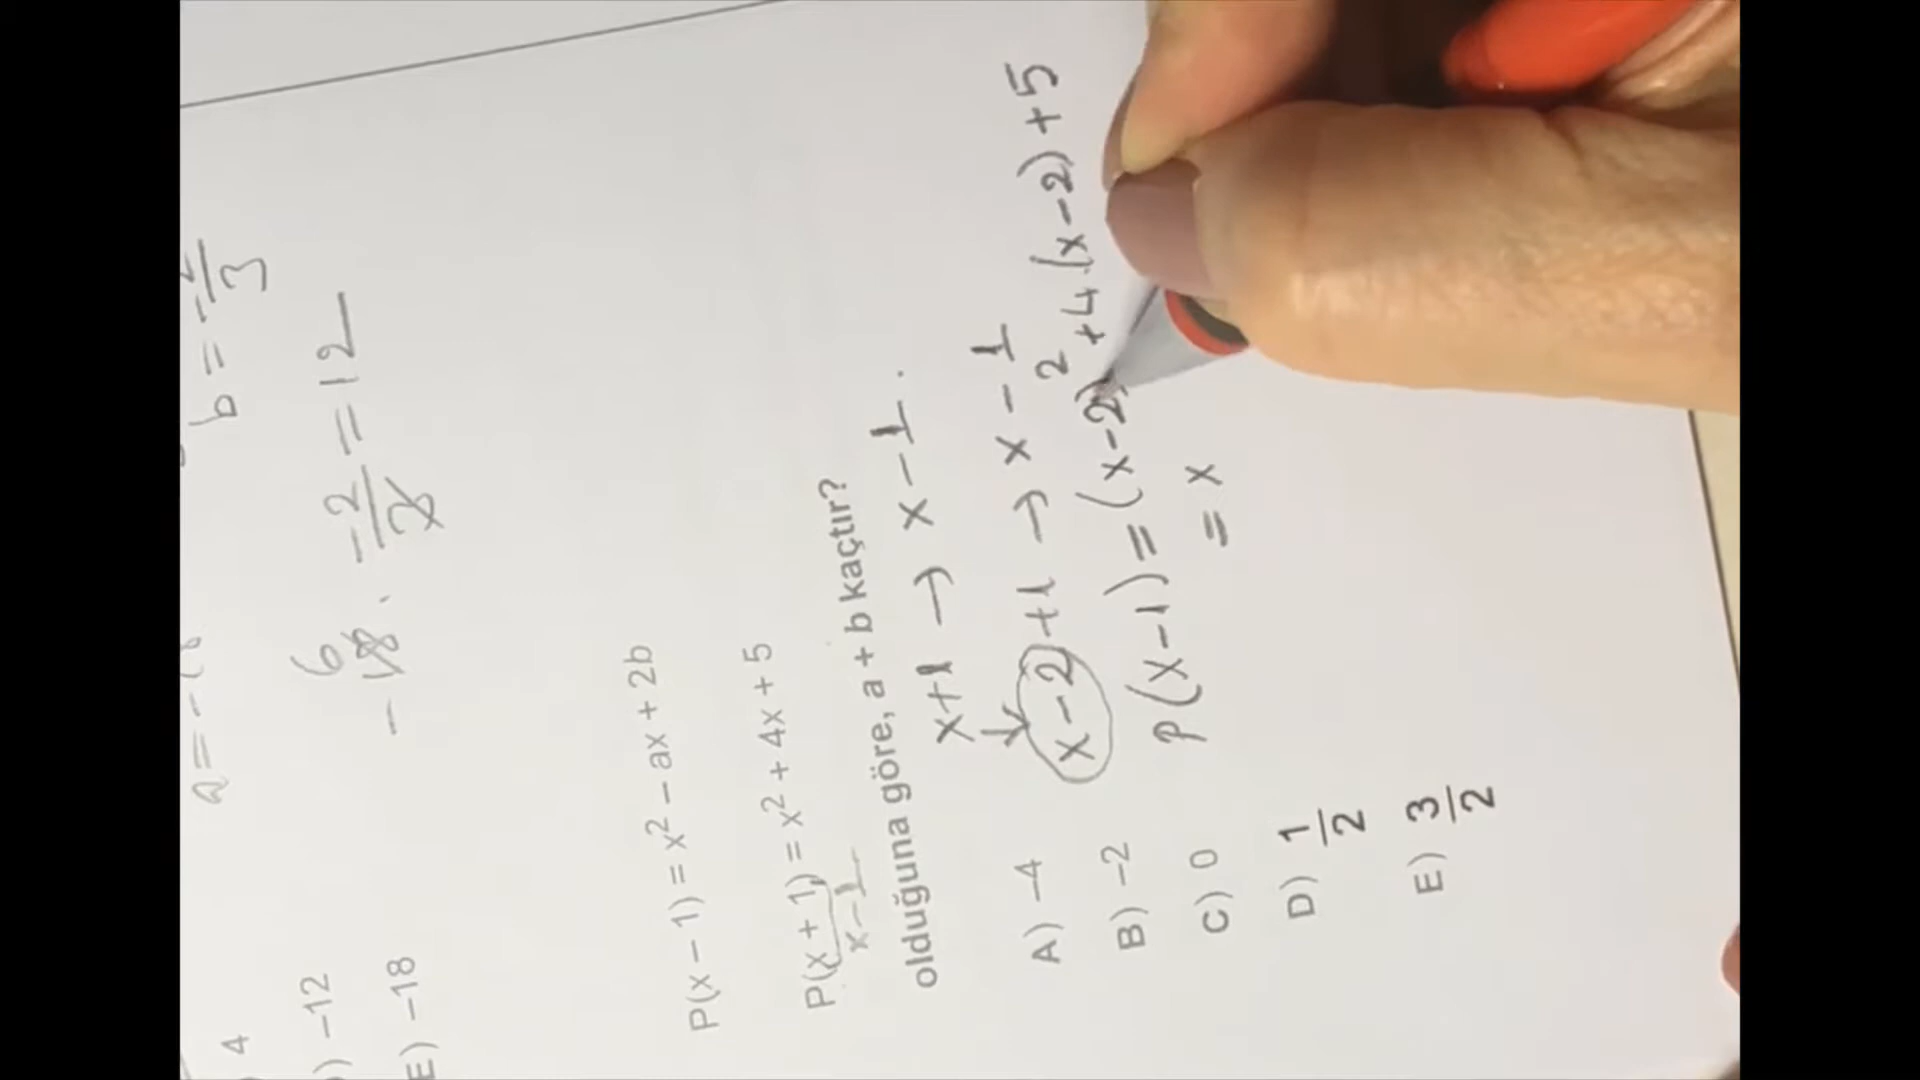 b = -
3
a = -18
6
-18 · -2/3 = 12
4
) -12
E) -18
P(x - 1) = x² - ax + 2b
P(x + 1) = x² + 4x + 5
x - 1
olduğuna göre, a + b kaçtır?
x+1 → x - 1 .
x-2+1 → x - 1
P(x-1) = (x-2)² + 4.(x-2) + 5
= x
A) -4
B) -2
C) 0
D) 1/2
E) 3/2